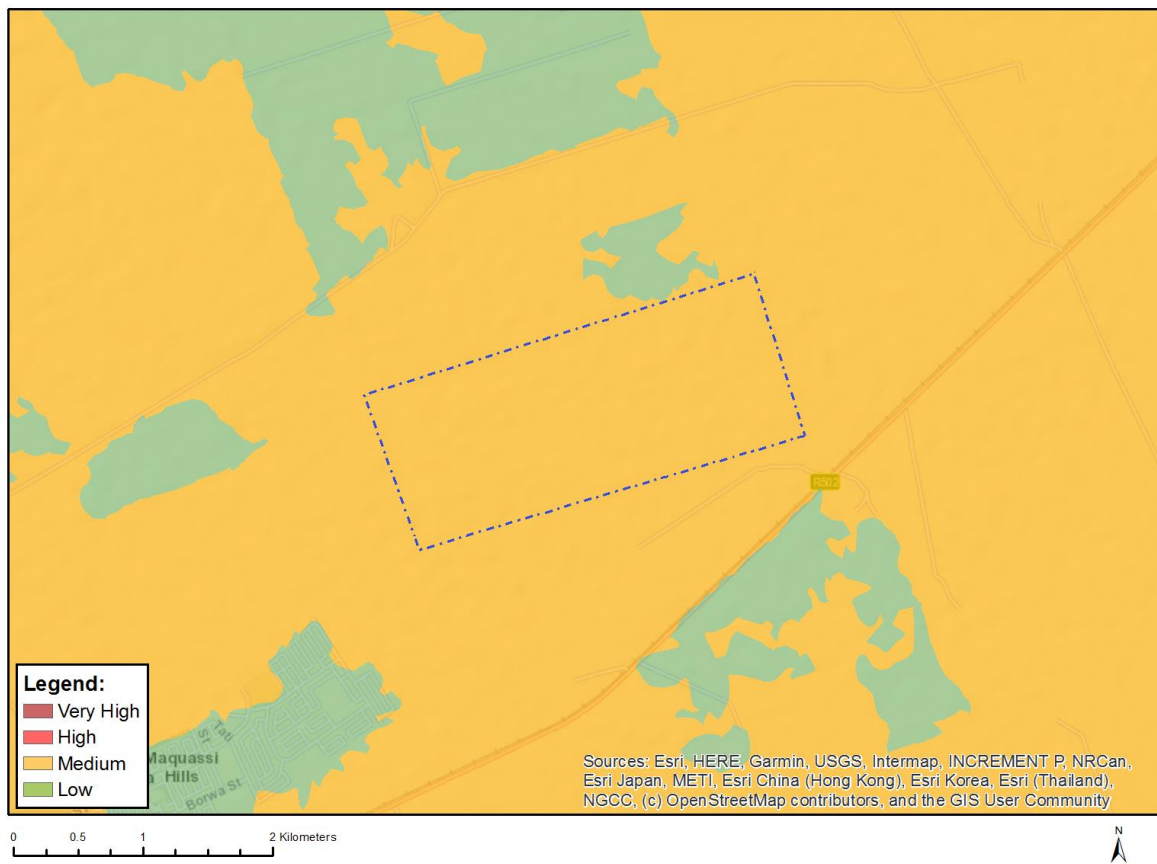 R502
Legend:
Very High
High
Medium
Low
Tati
St
Maquassi
a Hills
Borwa St
Sources: Esri, HERE, Garmin, USGS, Intermap, INCREMENT P, NRCan,
Esri Japan, METI, Esri China (Hong Kong), Esri Korea, Esri (Thailand),
NGCC, (c) OpenStreetMap contributors, and the GIS User Community
0 0.5 1 2 Kilometers
N